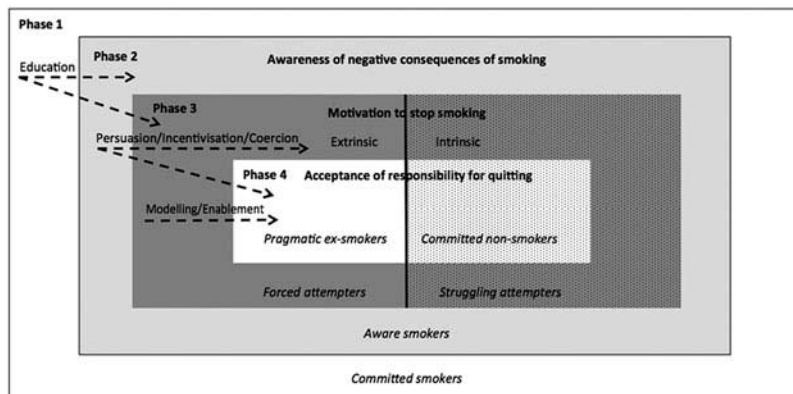 Phase 1
Phase 2
Awareness of negative consequences of smoking
Education
Phase 3
Motivation to stop smoking
Persuasion/Incentivisation/Coercion
Extrinsic
Intrinsic
Phase 4
Acceptance of responsibility for quitting
Modelling/Enablement
Pragmatic ex-smokers
Committed non-smokers
Forced attempters
Struggling attempters
Aware smokers
Committed smokers